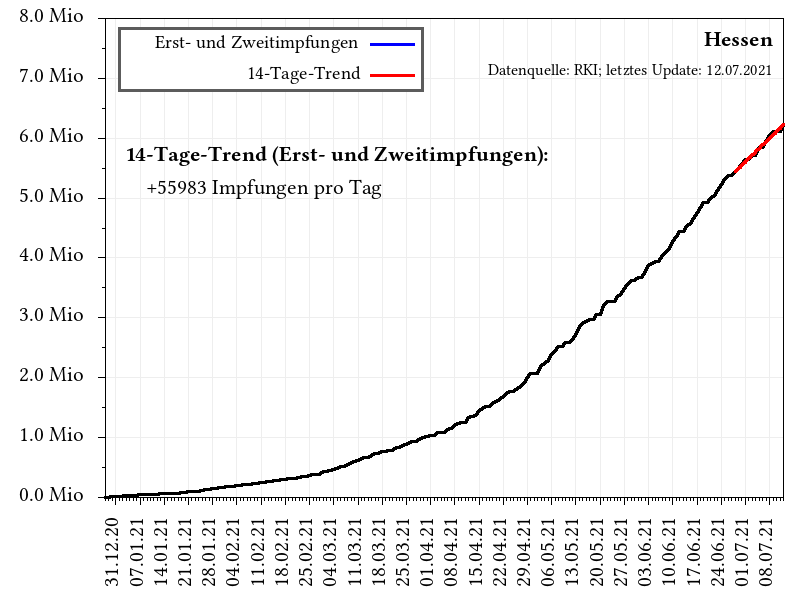 8.0 Mio
7.0 Mio
6.0 Mio
5.0 Mio
4.0 Mio
3.0 Mio
2.0 Mio
1.0 Mio
0.0 Mio
Erst- und Zweitimpfungen
14-Tage-Trend
Hessen
Datenquelle: RKI; letztes Update: 12.07.2021
14-Tage-Trend (Erst- und Zweitimpfungen):
+55983 Impfungen pro Tag
31.12.20
07.01.21
14.01.21
21.01.21
28.01.21
04.02.21
11.02.21
18.02.21
25.02.21
04.03.21
11.03.21
18.03.21
25.03.21
01.04.21
08.04.21
15.04.21
22.04.21
29.04.21
06.05.21
13.05.21
20.05.21
27.05.21
03.06.21
10.06.21
17.06.21
24.06.21
01.07.21
08.07.21